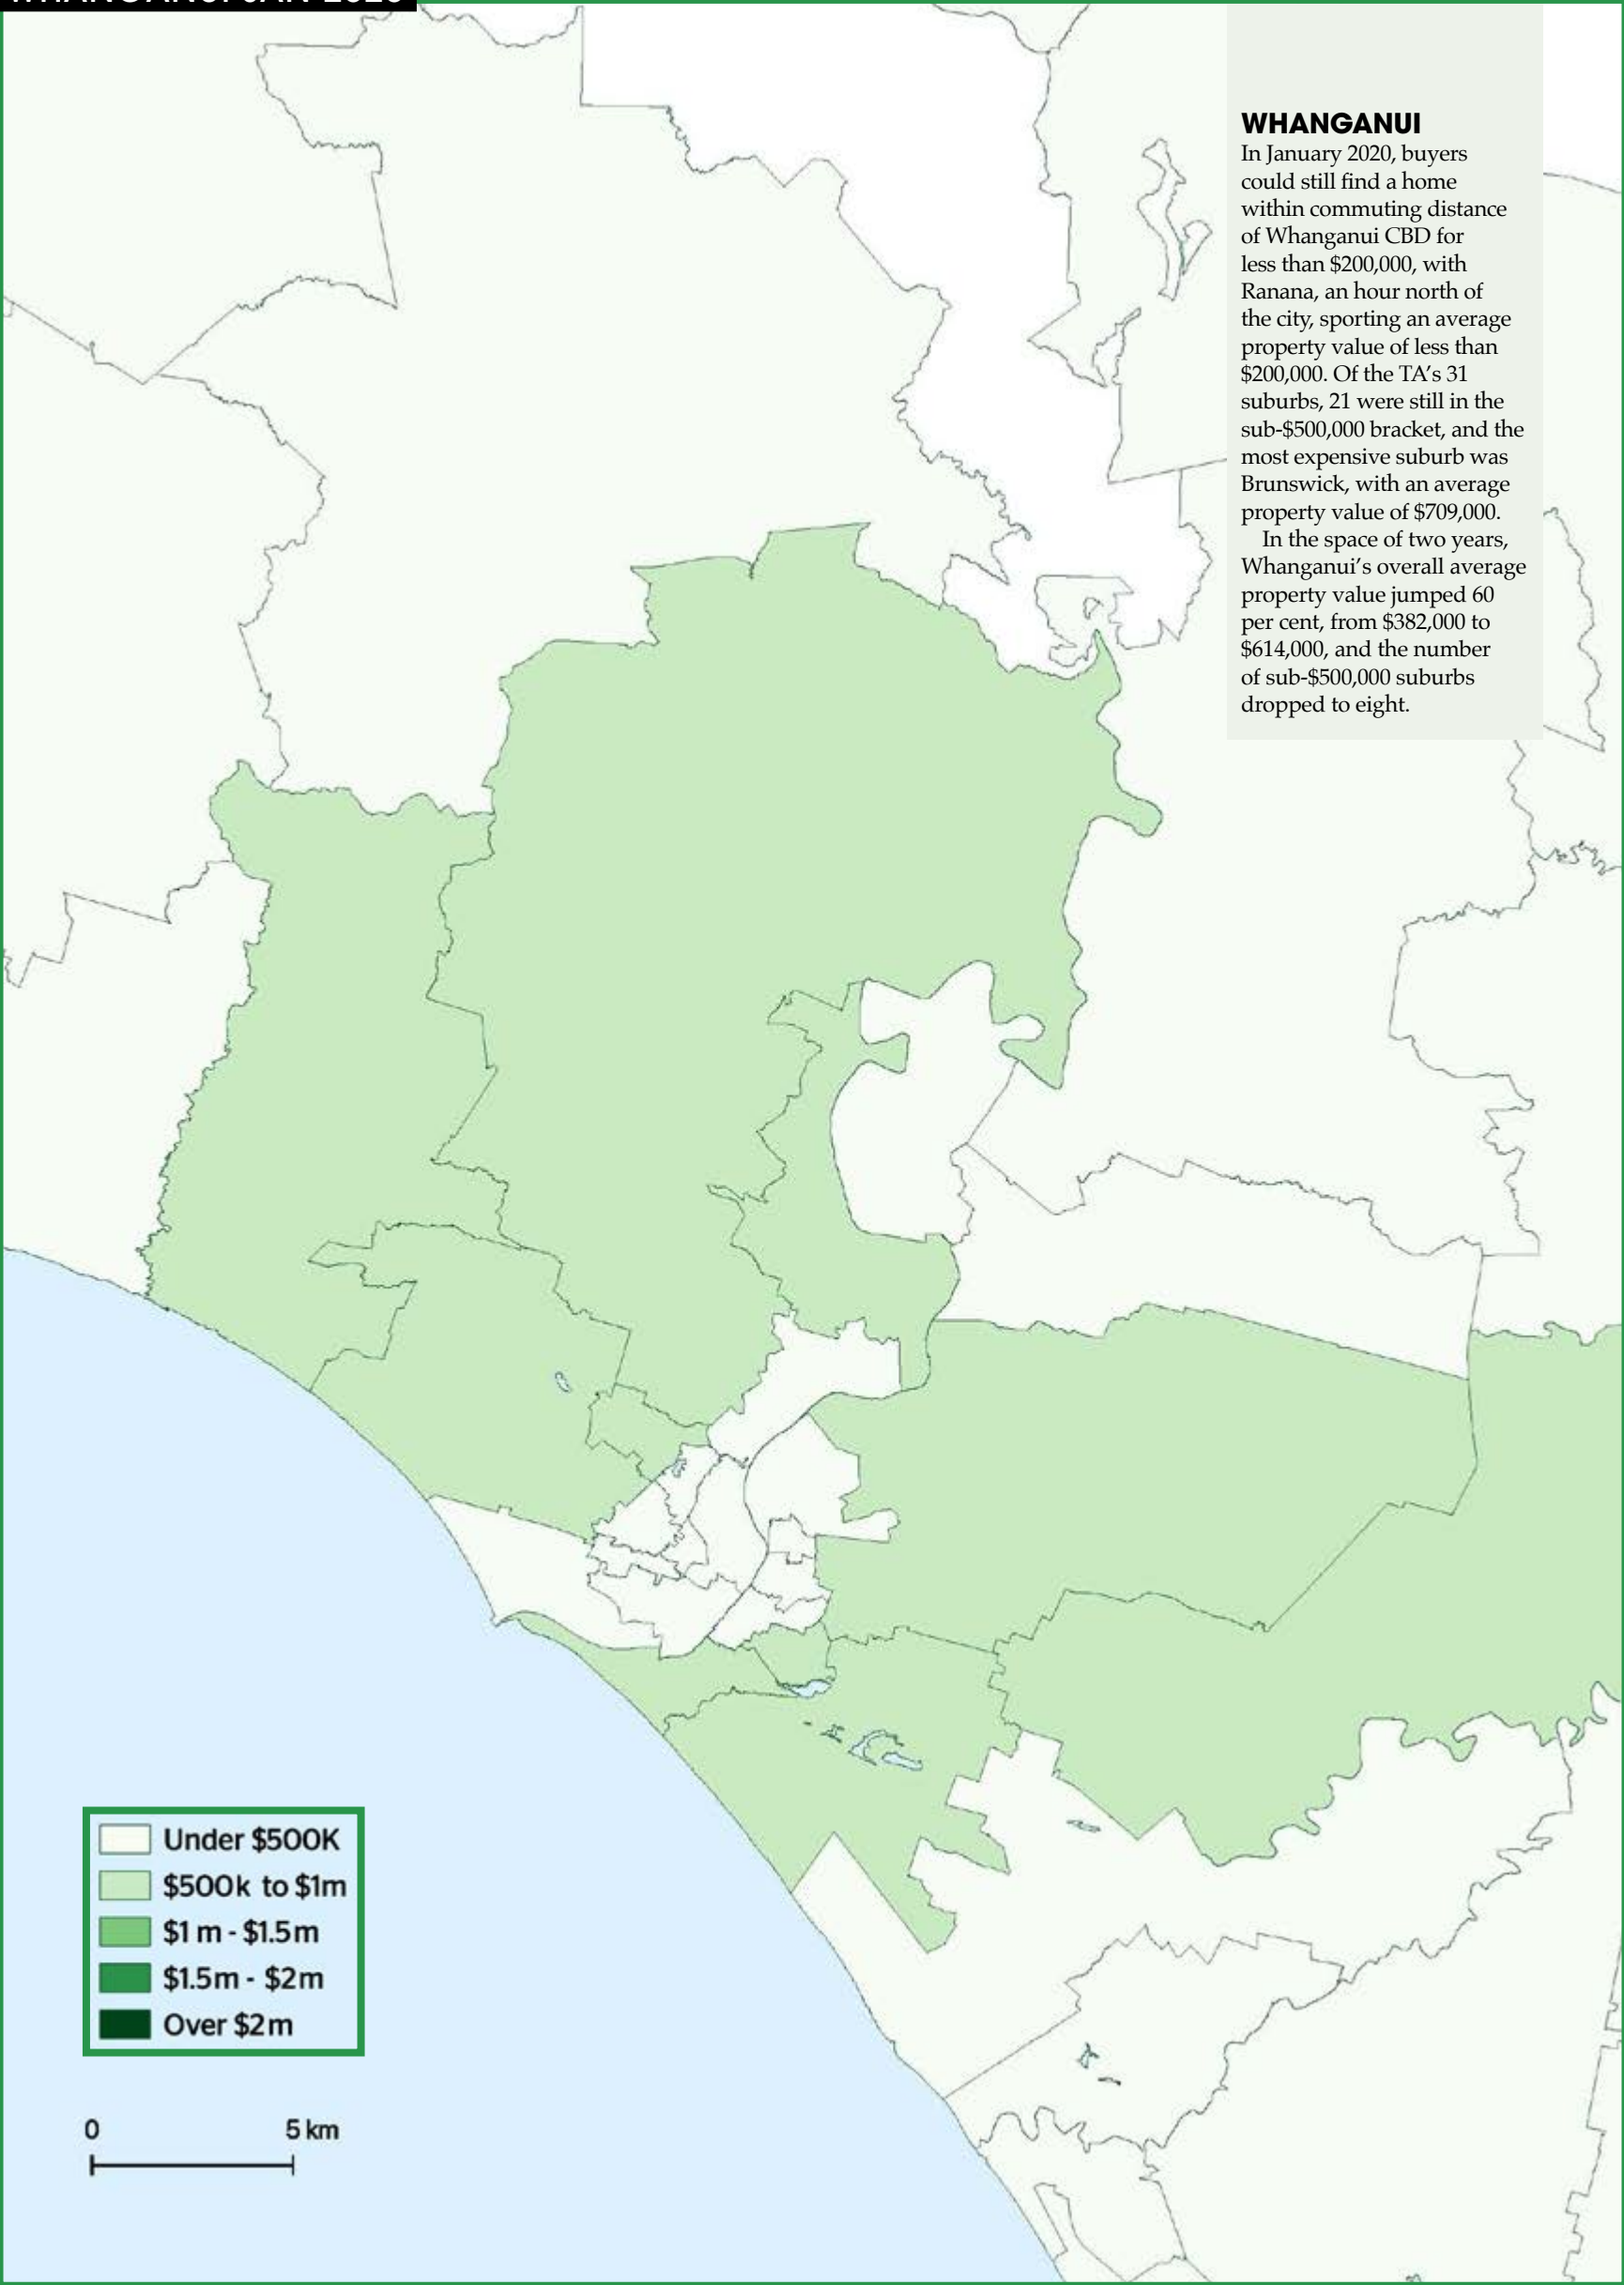 WHANGANUI JAN 2020
WHANGANUI
In January 2020, buyers
could still find a home
within commuting distance
of Whanganui CBD for
less than $200,000, with
Ranana, an hour north of
the city, sporting an average
property value of less than
$200,000. Of the TA’s 31
suburbs, 21 were still in the
sub-$500,000 bracket, and the
most expensive suburb was
Brunswick, with an average
property value of $709,000.
In the space of two years,
Whanganui’s overall average
property value jumped 60
per cent, from $382,000 to
$614,000, and the number
of sub-$500,000 suburbs
dropped to eight.
Under $500K
$500k to $1m
$1 m - $1.5m
$1.5m - $2m
Over $2m
0 5 km